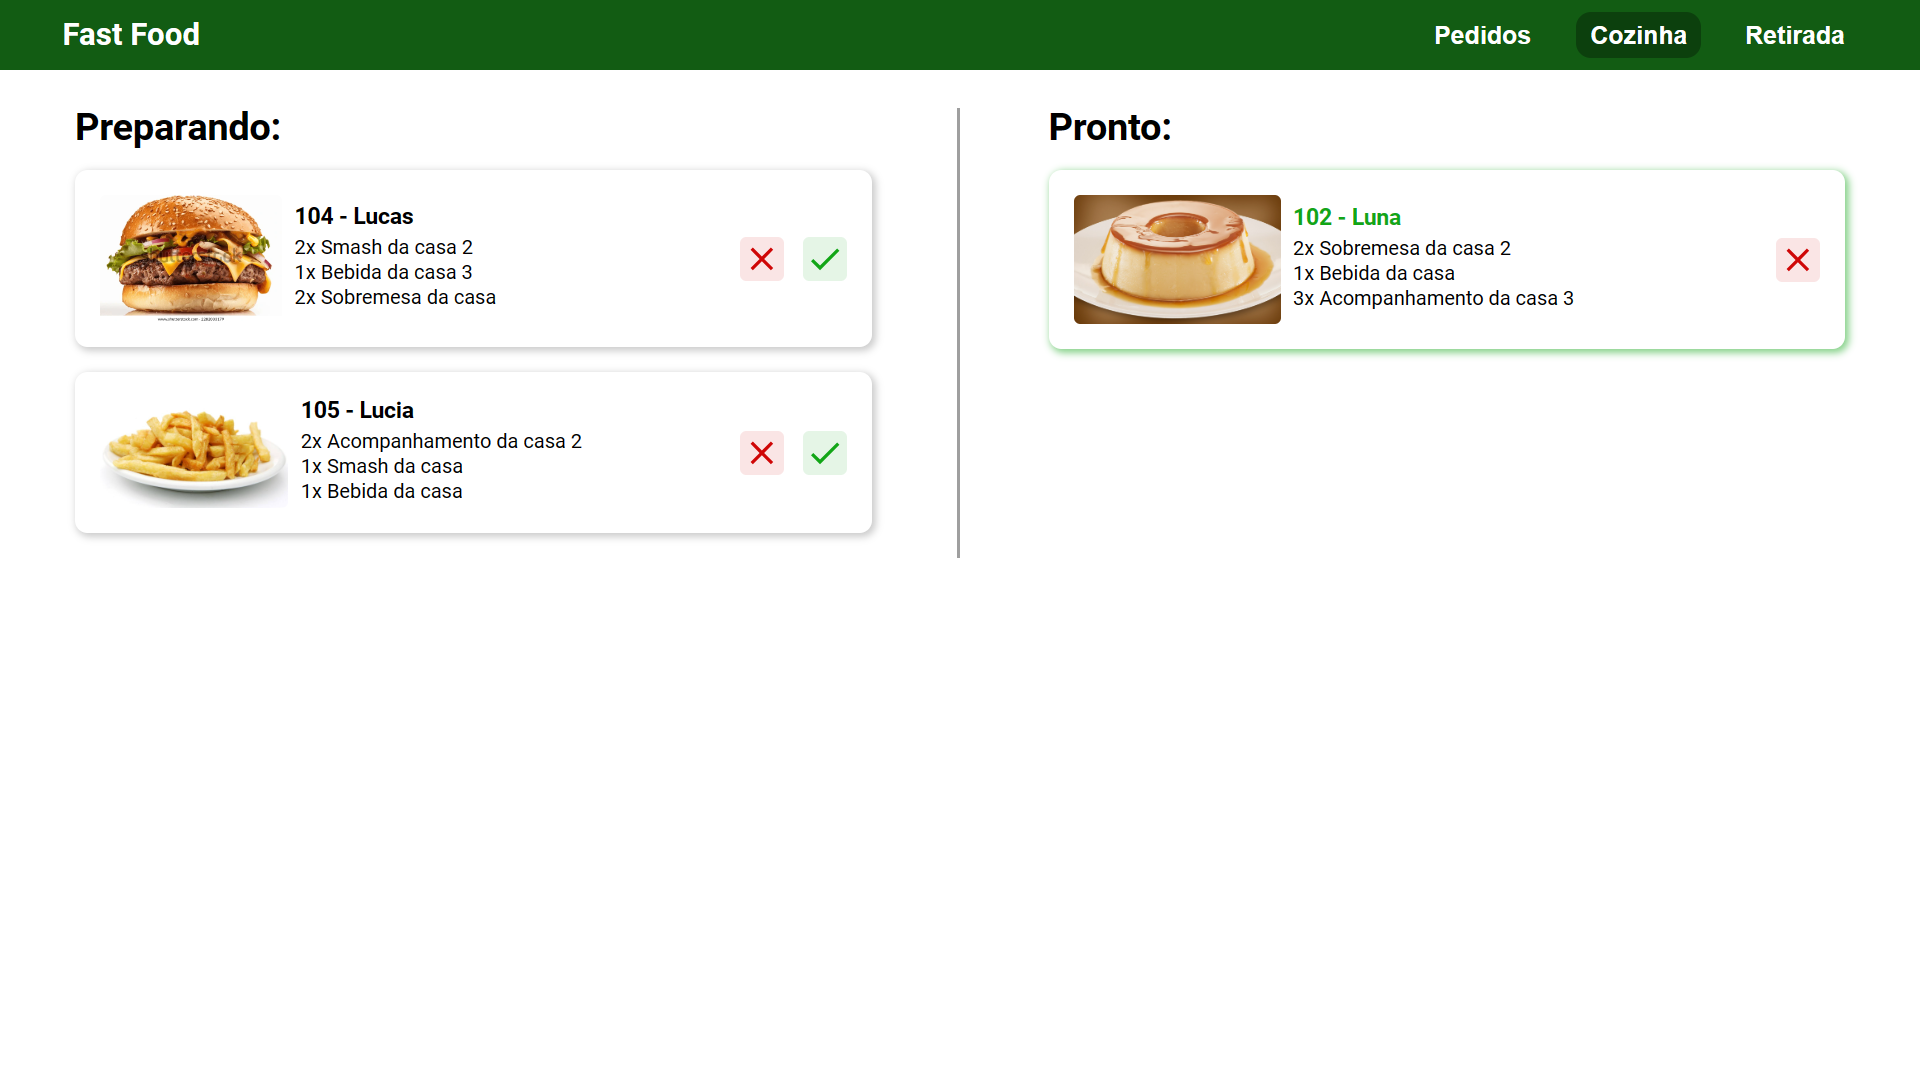 Fast Food
Pedidos
Cozinha
Retirada
Preparando:
104 - Lucas
2x Smash da casa 2
1x Bebida da casa 3
2x Sobremesa da casa
105 - Lucia
2x Acompanhamento da casa 2
1x Smash da casa
1x Bebida da casa
Pronto:
102 - Luna
2x Sobremesa da casa 2
1x Bebida da casa
3x Acompanhamento da casa 3